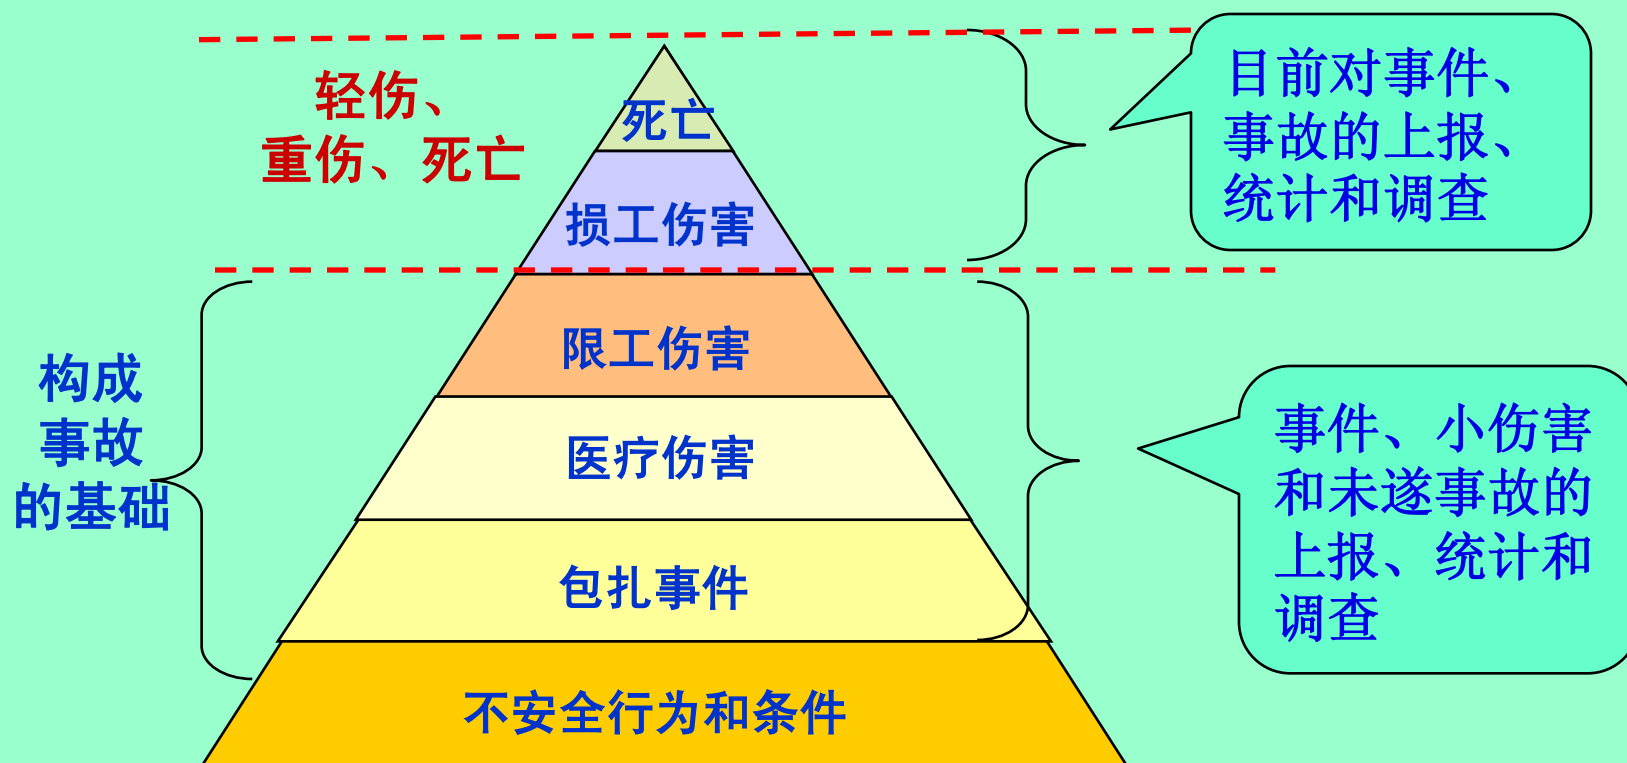 轻伤、
重伤、死亡
死亡
损工伤害
目前对事件、
事故的上报、
统计和调查
构成
事故
的基础
限工伤害
医疗伤害
包扎事件
不安全行为和条件
事件、小伤害
和未遂事故的
上报、统计和
调查